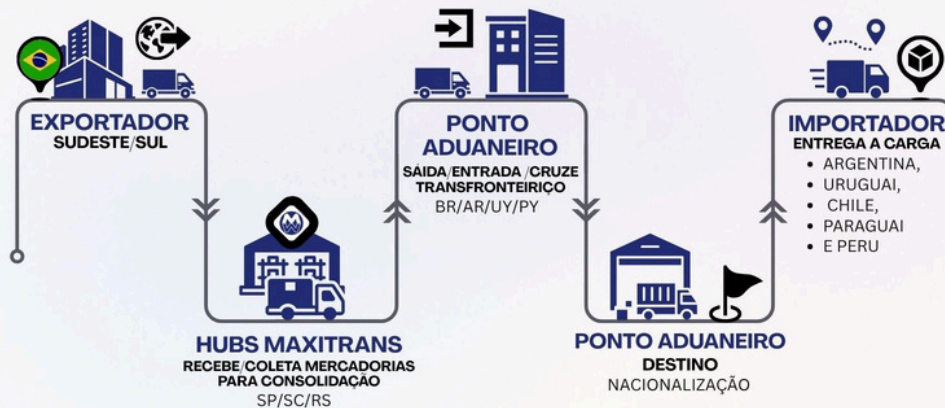 EXPORTADOR
SUDESTE/SUL
HUBS MAXITRANS
RECEBE/COLETA MERCADORIAS
PARA CONSOLIDAÇÃO
SP/SC/RS
PONTO
ADUANEIRO
SÁIDA/ENTRADA /CRUZE
TRANSFRONTEIRIÇO
BR/AR/UY/PY
PONTO ADUANEIRO
DESTINO
NACIONALIZAÇÃO
IMPORTADOR
ENTREGA A CARGA
• ARGENTINA,
• URUGUAI,
• CHILE,
• PARAGUAI
• E PERU